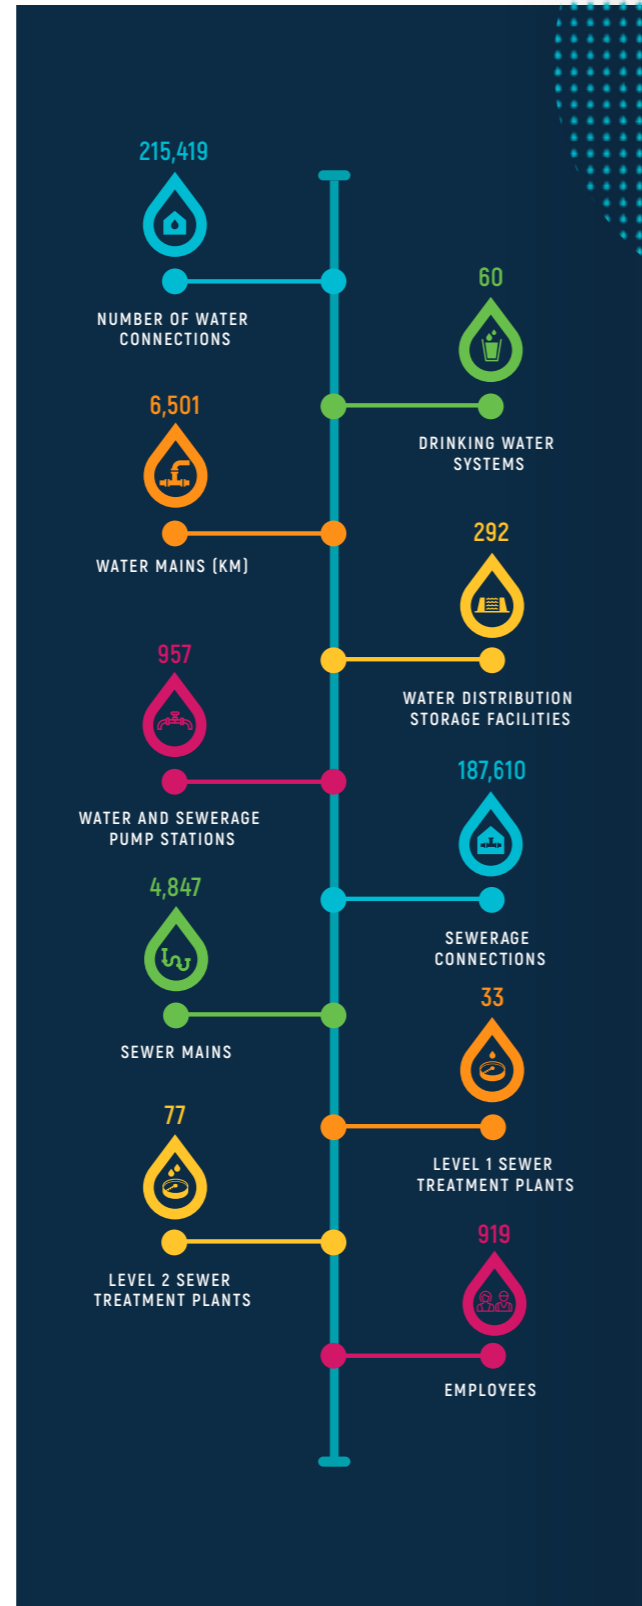 215,419
NUMBER OF WATER
CONNECTIONS
60
DRINKING WATER
SYSTEMS
6,501
WATER MAINS (KM)
292
WATER DISTRIBUTION
STORAGE FACILITIES
957
WATER AND SEWERAGE
PUMP STATIONS
187,610
SEWERAGE
CONNECTIONS
4,847
SEWER MAINS
33
LEVEL 1 SEWER
TREATMENT PLANTS
77
LEVEL 2 SEWER
TREATMENT PLANTS
919
EMPLOYEES